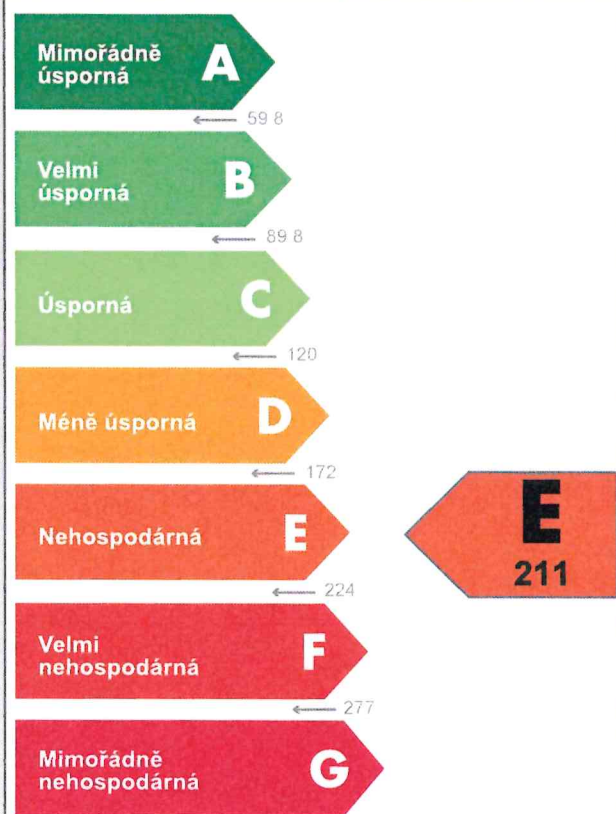 Mimořádně
úsporná
A
59 8
Velmi
úsporná
B
89 8
Úsporná
C
120
Méně úsporná
D
172
Nehospodárná
E
E
211
224
Velmi
nehospodárná
F
277
Mimořádně
nehospodárná
G